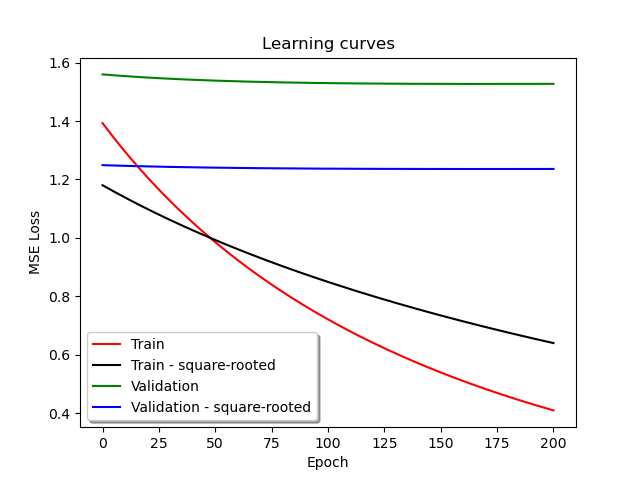 Learning curves
1.6
1.4
1.2
1.0
0.8
0.6
0.4
MSE Loss
Train
Train - square-rooted
Validation
Validation - square-rooted
0 25 50 75 100 125 150 175 200
Epoch